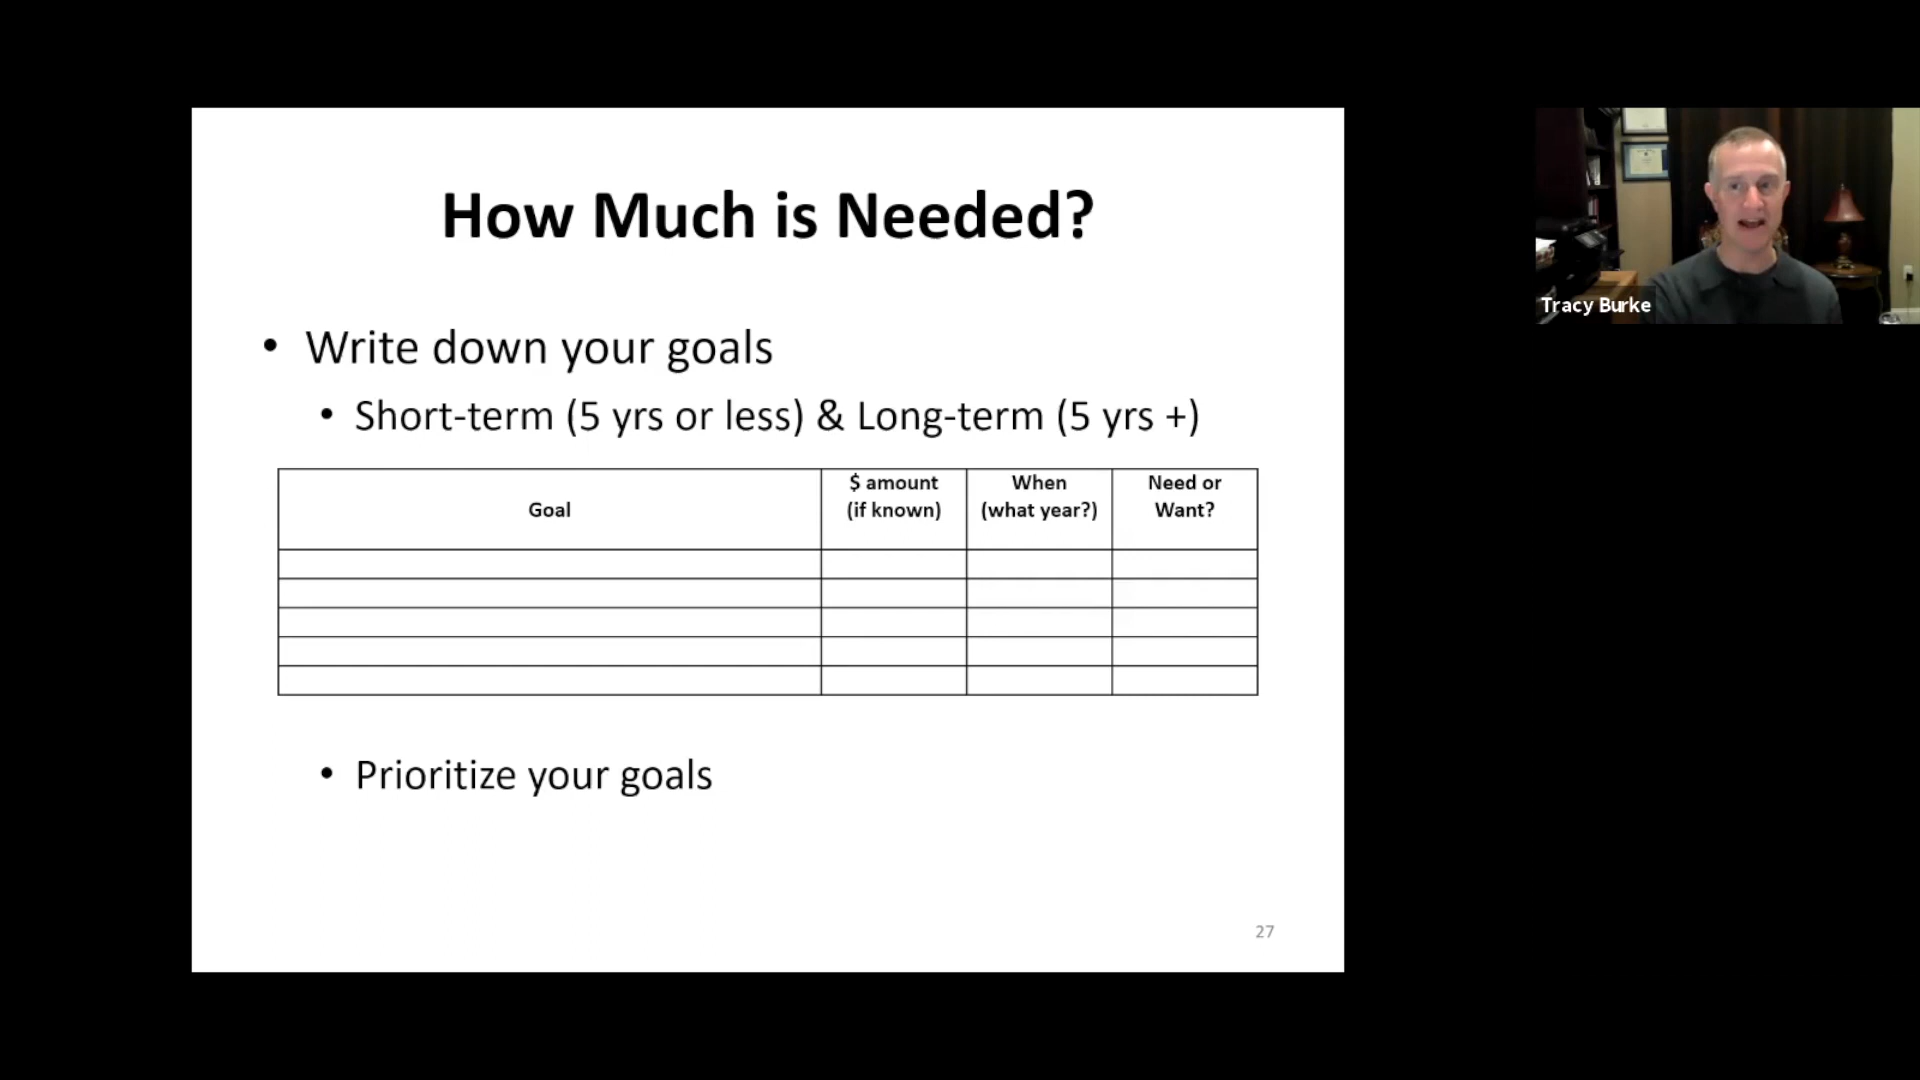 How Much is Needed?
• Write down your goals
• Short-term (5 yrs or less) & Long-term (5 yrs +)
Goal
$ amount
(if known)
When
(what year?)
Need or
Want?
• Prioritize your goals
27
Tracy Burke